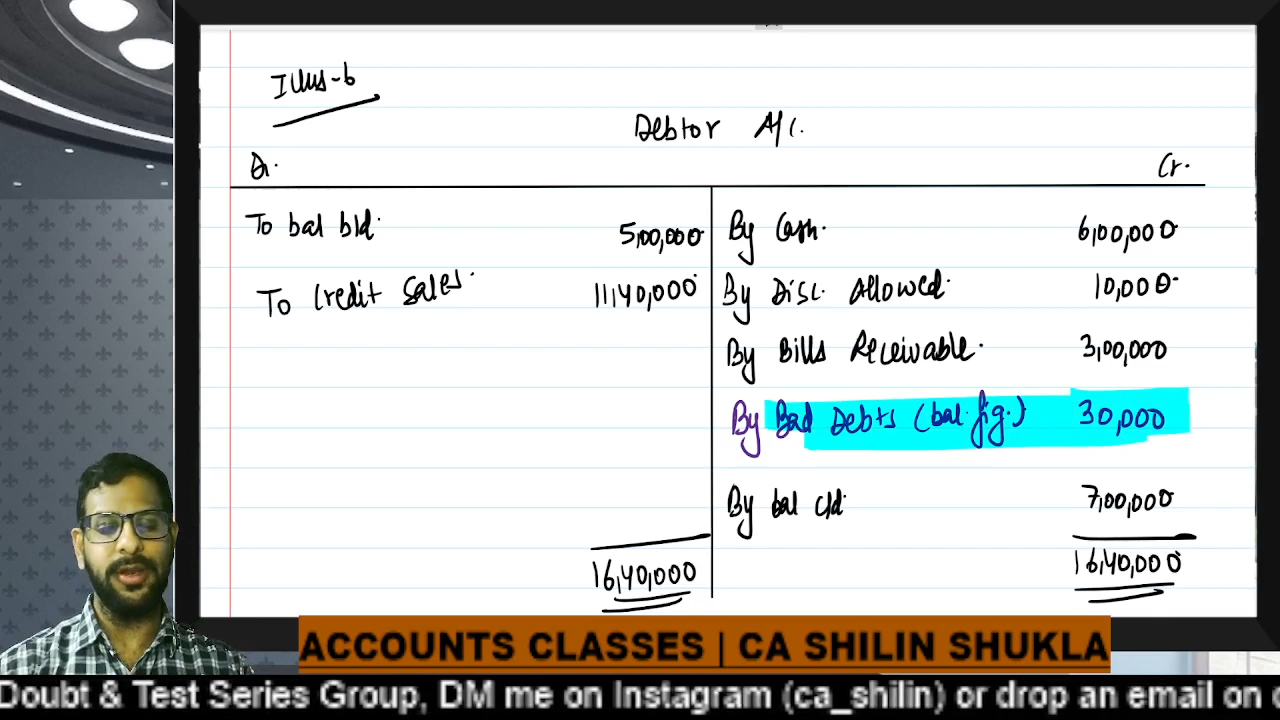 Illus-6
Debtor A/c.
Dr. Cr.
To bal b/d. 5,00,000 By Cash. 6,00,000
To Credit Sales. 11,40,000 By Disc. Allowed. 10,000
By Bills Receivable. 3,00,000
By Bad Debts (bal. fig.) 30,000
By bal c/d 7,00,000
16,40,000 16,40,000
ACCOUNTS CLASSES | CA SHILIN SHUKLA
Doubt & Test Series Group, DM me on Instagram (ca_shilin) or drop an email on